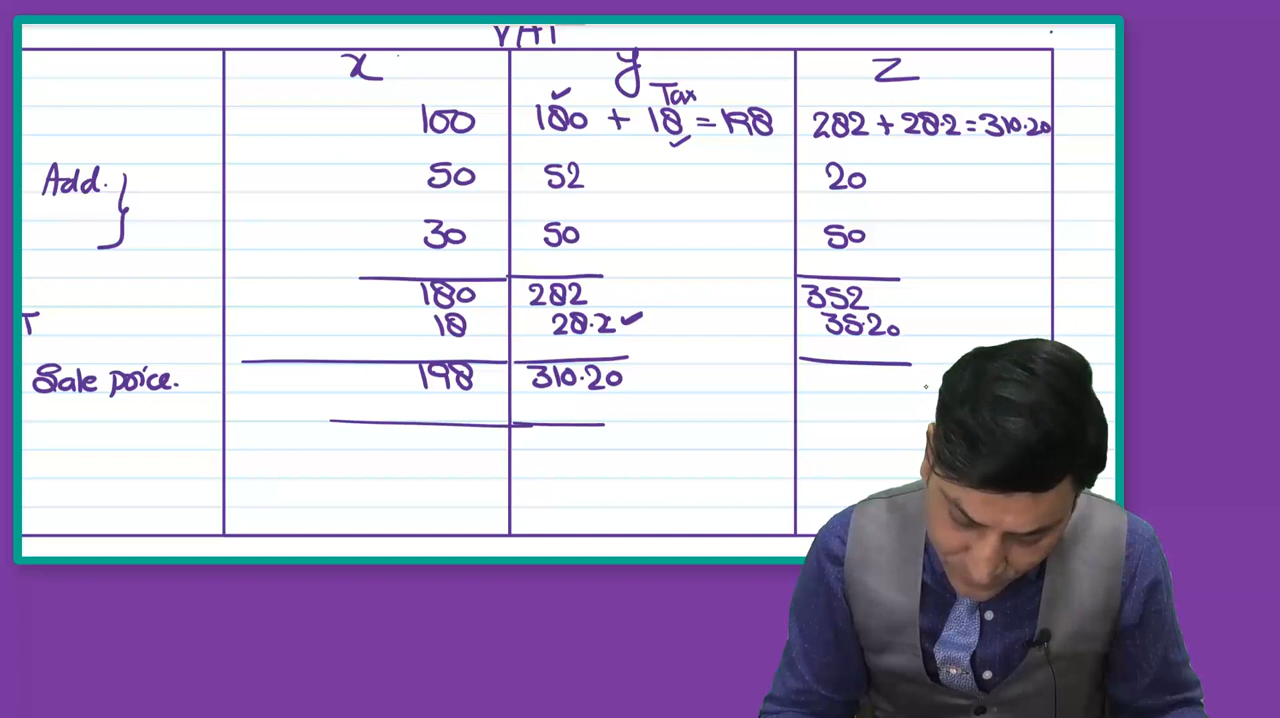 VAT
x y z
Tax
100 180 + 18 = 198 282 + 28.2 = 310.20
Add. 50 52 20
30 50 50
180 282 352
T 18 28.2 35.20
Sale price. 198 310.20